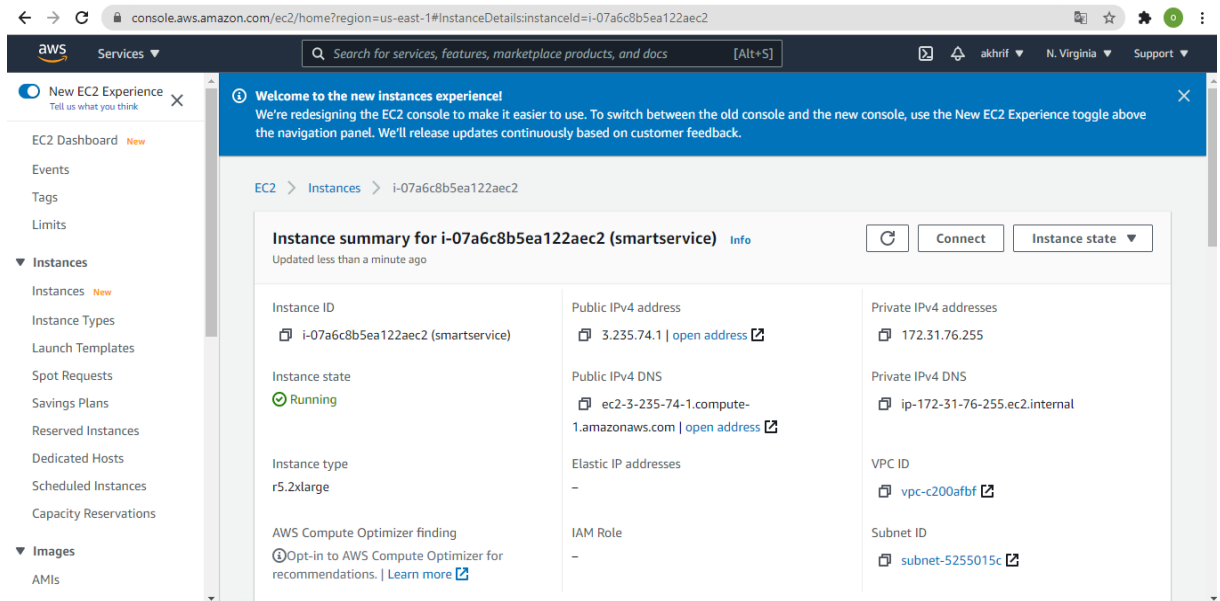 console.aws.amazon.com/ec2/home?region=us-east-1#InstanceDetails:instanceId=i-07a6c8b5ea122aec2
o
aws
Services ▼
Search for services, features, marketplace products, and docs [Alt+S]
akhrif ▼
N. Virginia ▼
Support ▼
New EC2 Experience
Tell us what you think
EC2 Dashboard New
Events
Tags
Limits
▼ Instances
Instances New
Instance Types
Launch Templates
Spot Requests
Savings Plans
Reserved Instances
Dedicated Hosts
Scheduled Instances
Capacity Reservations
▼ Images
AMIs
Welcome to the new instances experience!
We're redesigning the EC2 console to make it easier to use. To switch between the old console and the new console, use the New EC2 Experience toggle above
the navigation panel. We'll release updates continuously based on customer feedback.
EC2 > Instances > i-07a6c8b5ea122aec2
Instance summary for i-07a6c8b5ea122aec2 (smartservice) Info
Updated less than a minute ago
Connect
Instance state ▼
Instance ID
i-07a6c8b5ea122aec2 (smartservice)
Public IPv4 address
3.235.74.1 | open address
Private IPv4 addresses
172.31.76.255
Instance state
Running
Public IPv4 DNS
ec2-3-235-74-1.compute-
1.amazonaws.com | open address
Private IPv4 DNS
ip-172-31-76-255.ec2.internal
Instance type
r5.2xlarge
Elastic IP addresses
–
VPC ID
vpc-c200afbf
AWS Compute Optimizer finding
Opt-in to AWS Compute Optimizer for
recommendations. | Learn more
IAM Role
–
Subnet ID
subnet-5255015c